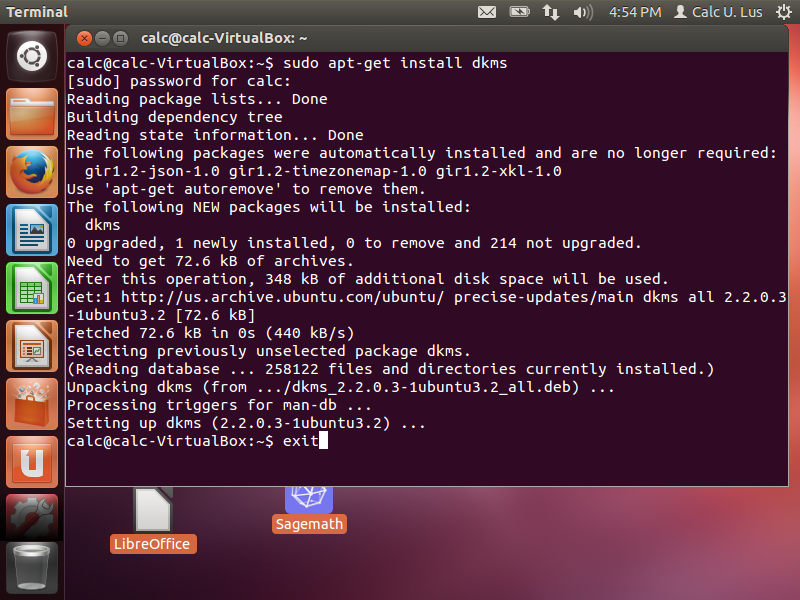 Terminal
4:54 PM
Calc U. Lus
calc@calc-VirtualBox: ~
calc@calc-VirtualBox:~$ sudo apt-get install dkms
[sudo] password for calc:
Reading package lists... Done
Building dependency tree
Reading state information... Done
The following packages were automatically installed and are no longer required:
  gir1.2-json-1.0 gir1.2-timezonemap-1.0 gir1.2-xkl-1.0
Use 'apt-get autoremove' to remove them.
The following NEW packages will be installed:
  dkms
0 upgraded, 1 newly installed, 0 to remove and 214 not upgraded.
Need to get 72.6 kB of archives.
After this operation, 348 kB of additional disk space will be used.
Get:1 http://us.archive.ubuntu.com/ubuntu/ precise-updates/main dkms all 2.2.0.3
-1ubuntu3.2 [72.6 kB]
Fetched 72.6 kB in 0s (440 kB/s)
Selecting previously unselected package dkms.
(Reading database ... 258122 files and directories currently installed.)
Unpacking dkms (from .../dkms_2.2.0.3-1ubuntu3.2_all.deb) ...
Processing triggers for man-db ...
Setting up dkms (2.2.0.3-1ubuntu3.2) ...
calc@calc-VirtualBox:~$ exit
Sagemath
LibreOffice